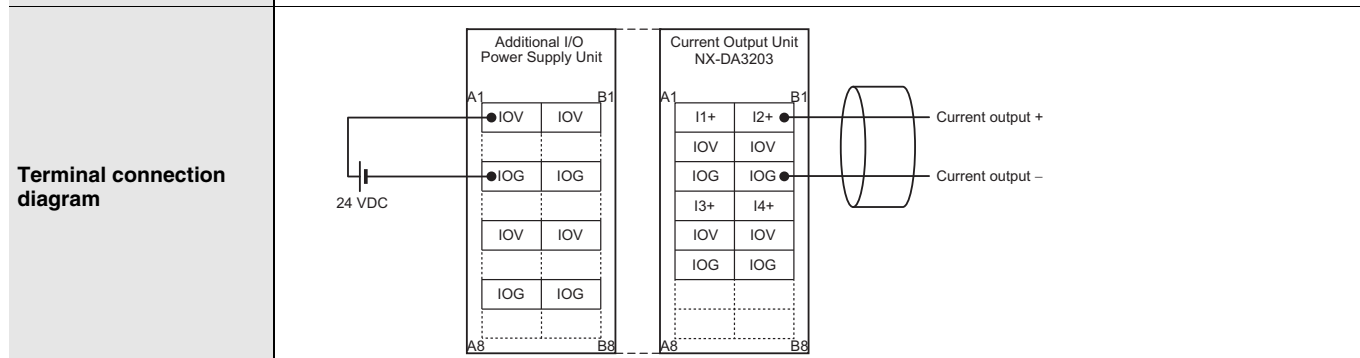 Terminal connection
diagram
Additional I/O
Power Supply Unit
A1 B1
IOV IOV
IOG IOG
IOV IOV
IOG IOG
A8 B8
24 VDC
Current Output Unit
NX-DA3203
A1 B1
I1+ I2+
IOV IOV
IOG IOG
I3+ I4+
IOV IOV
IOG IOG
A8 B8
Current output +
Current output −